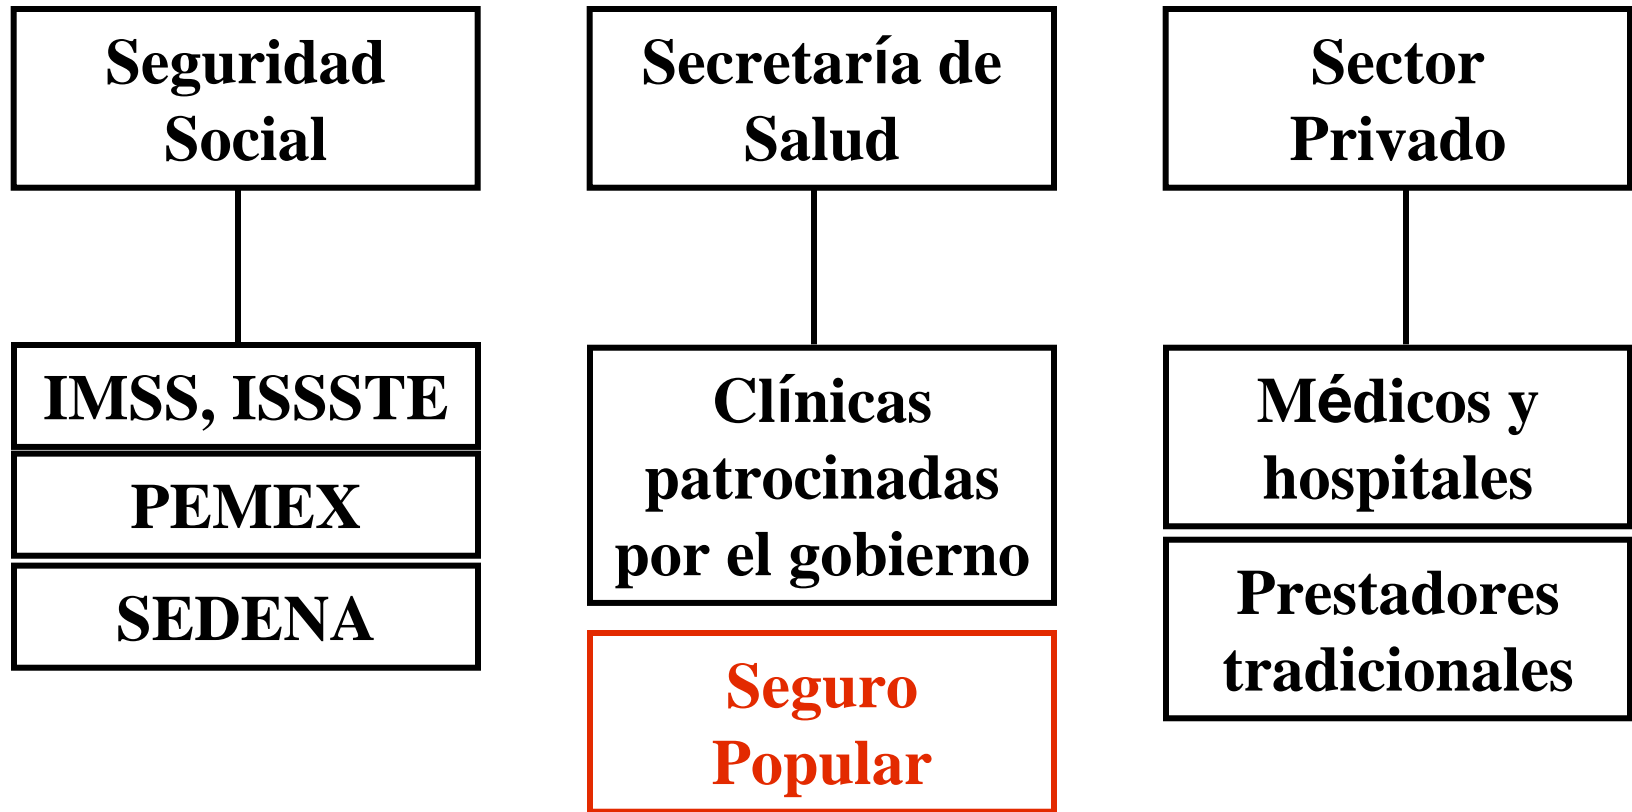 Seguridad
Social
IMSS, ISSSTE
PEMEX
SEDENA
Secretaría de
Salud
Clínicas
patrocinadas
por el gobierno
Seguro
Popular
Sector
Privado
Médicos y
hospitales
Prestadores
tradicionales